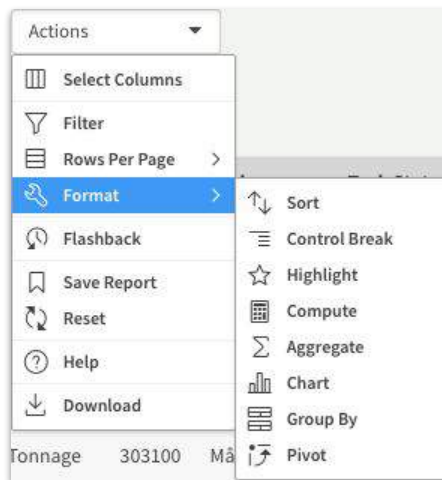 Actions
Select Columns
Filter
Rows Per Page
Format
Flashback
Save Report
Reset
Help
Download
Sort
Control Break
Highlight
Compute
Aggregate
Chart
Group By
Pivot
Tonnage 303100